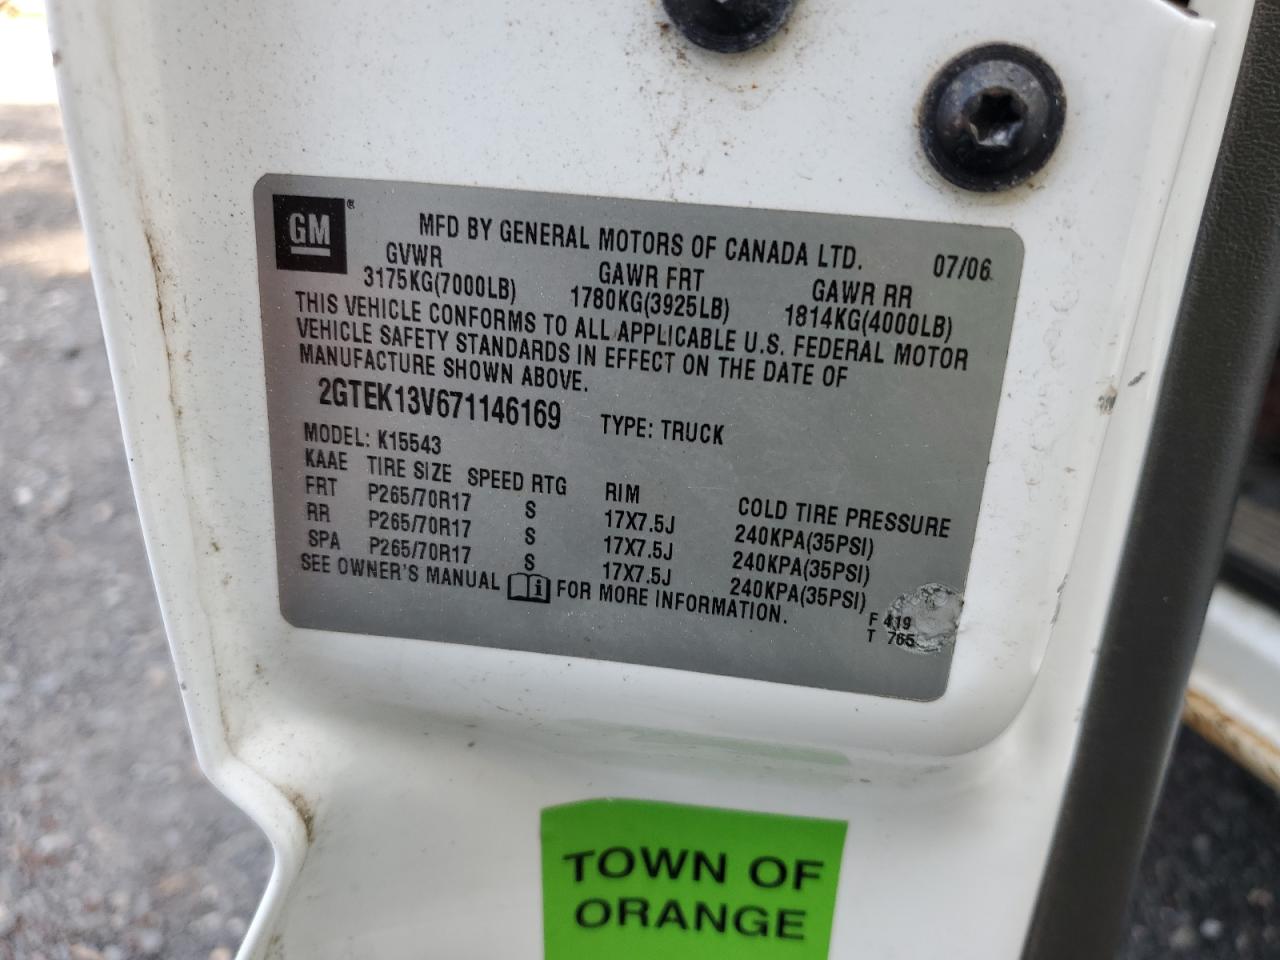 GM®
MFD BY GENERAL MOTORS OF CANADA LTD. 07/06
GVWR GAWR FRT GAWR RR
3175KG(7000LB) 1780KG(3925LB) 1814KG(4000LB)
THIS VEHICLE CONFORMS TO ALL APPLICABLE U.S. FEDERAL MOTOR
VEHICLE SAFETY STANDARDS IN EFFECT ON THE DATE OF
MANUFACTURE SHOWN ABOVE.
2GTEK13V671146169 TYPE: TRUCK
MODEL: K15543
KAAE TIRE SIZE SPEED RTG RIM COLD TIRE PRESSURE
FRT P265/70R17 S 17X7.5J 240KPA(35PSI)
RR P265/70R17 S 17X7.5J 240KPA(35PSI)
SPA P265/70R17 S 17X7.5J 240KPA(35PSI)
SEE OWNER'S MANUAL FOR MORE INFORMATION.
F 419
T 765
TOWN OF
ORANGE